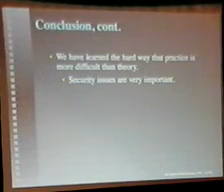 Conclusion, cont.
• We have learned the hard way that practice is
more difficult than theory.
• Security issues are very important.